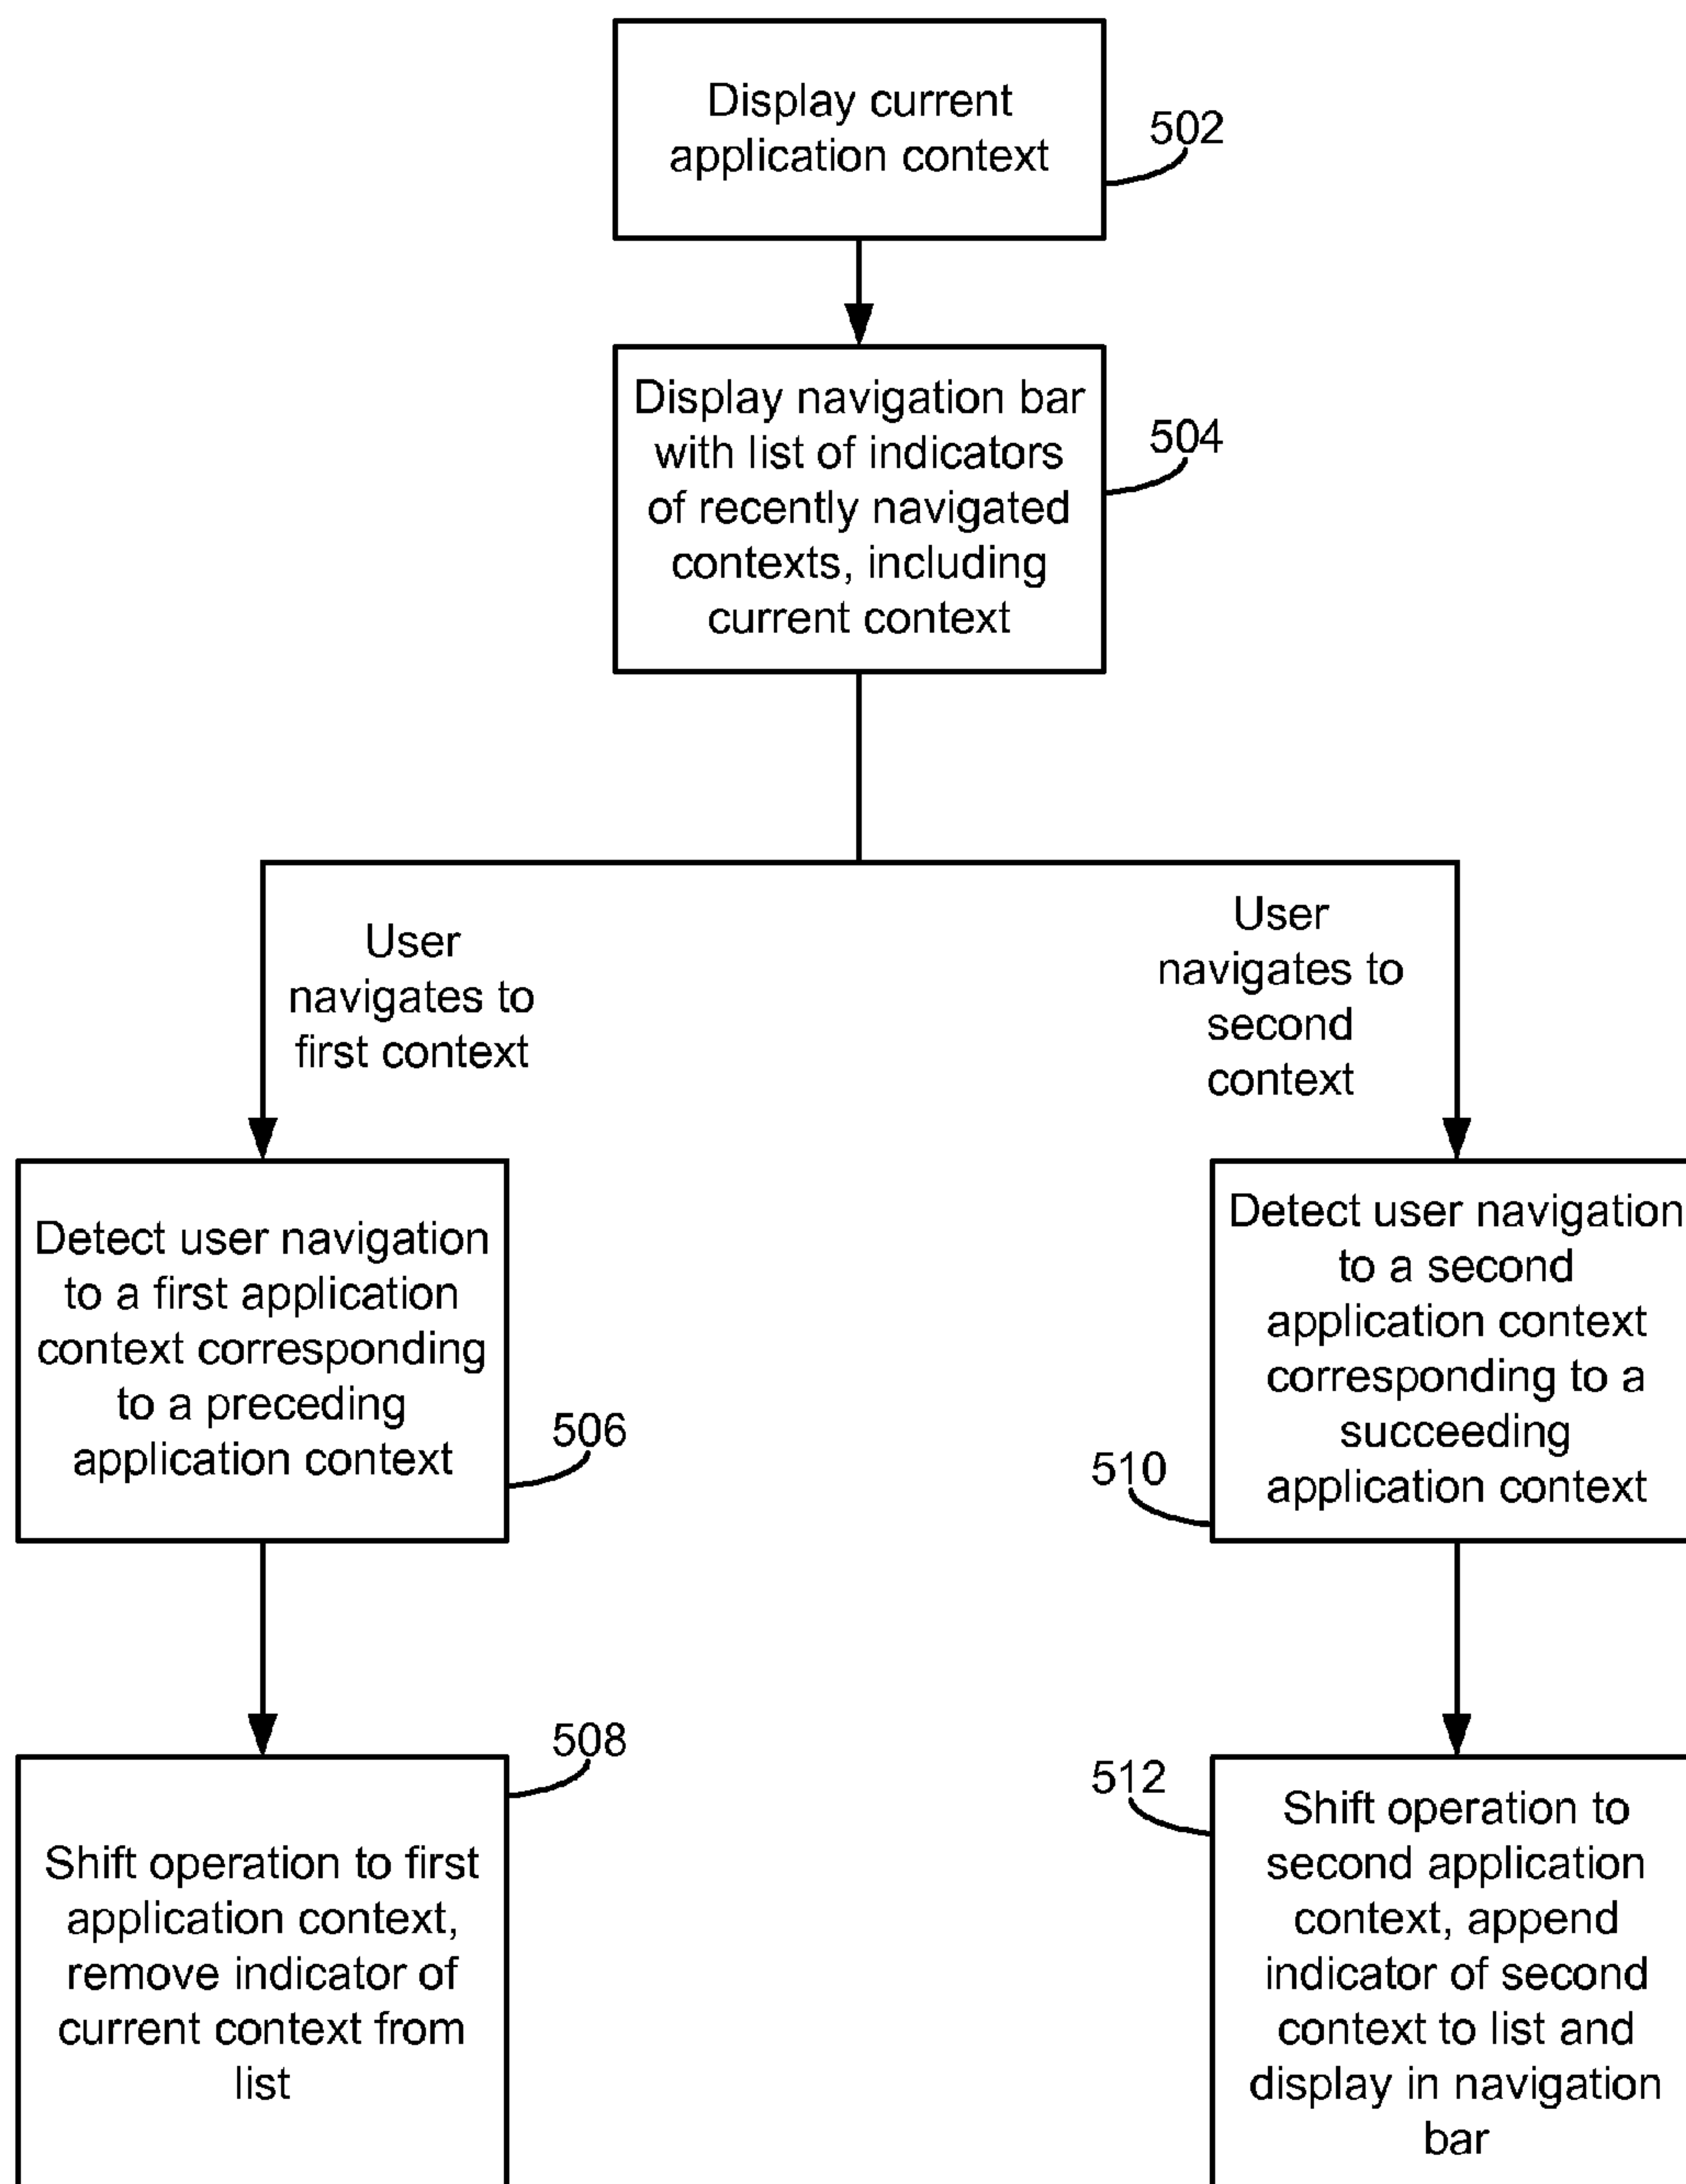 Display current
application context
502
Display navigation bar
with list of indicators
of recently navigated
contexts, including
current context
504
User
navigates to
first context
User
navigates to
second
context
Detect user navigation
to a first application
context corresponding
to a preceding
application context
506
Detect user navigation
to a second
application context
corresponding to a
succeeding
application context
510
Shift operation to first
application context,
remove indicator of
current context from
list
508
Shift operation to
second application
context, append
indicator of second
context to list and
display in navigation
bar
512